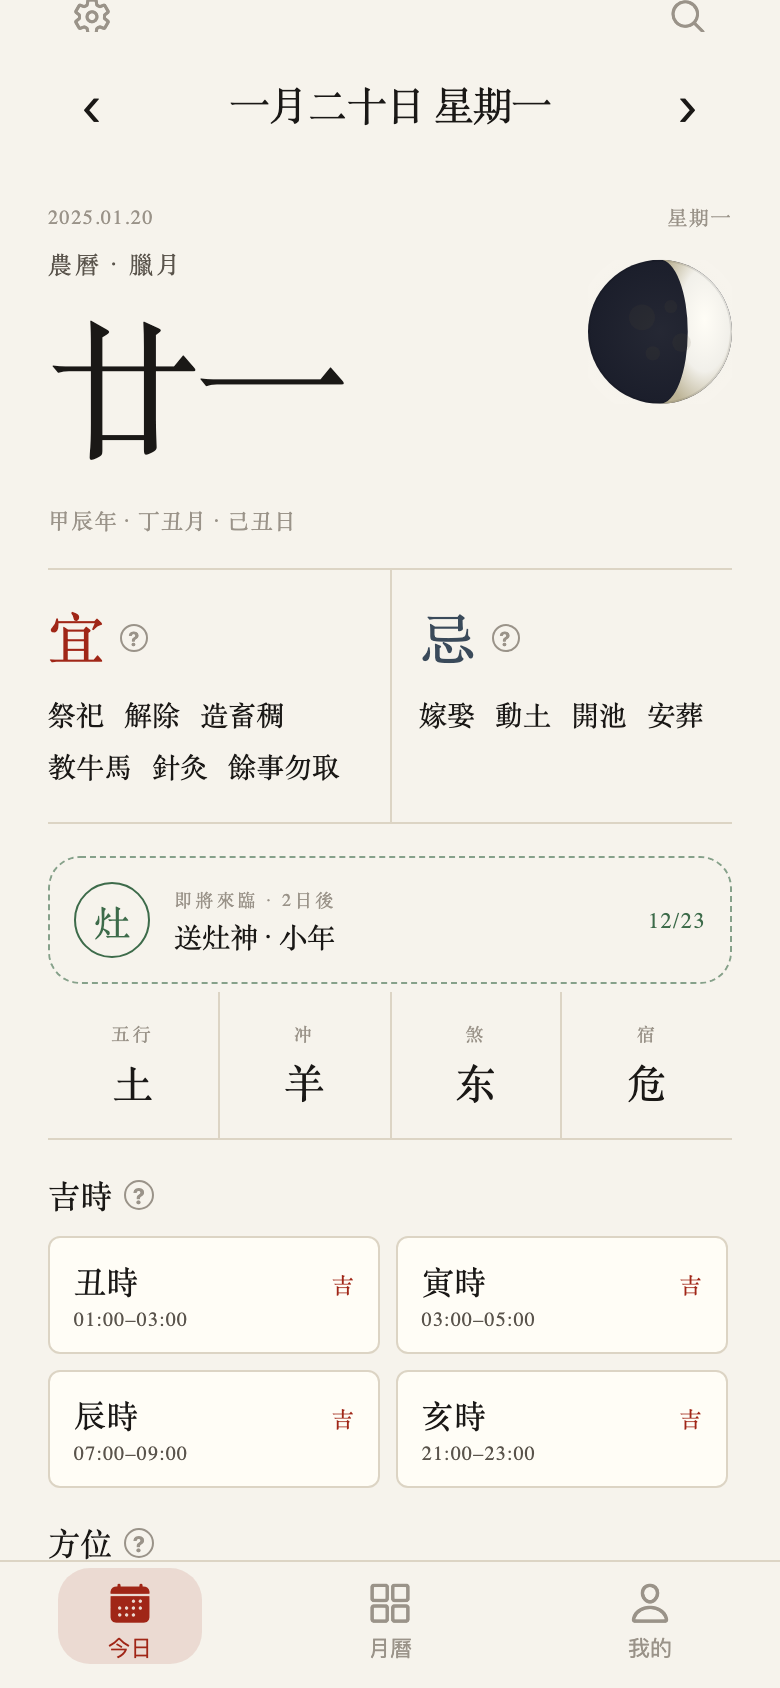 一月二十日 星期一
2025.01.20 星期一
農曆 · 臘月
廿一
甲辰年 · 丁丑月 · 己丑日
宜 ?
祭祀 解除 造畜稠
教牛馬 針灸 餘事勿取
忌 ?
嫁娶 動土 開池 安葬
灶
即將來臨 · 2日後
送灶神 · 小年
12/23
五行 冲 煞 宿
土 羊 东 危
吉時 ?
丑時 吉
01:00–03:00
寅時 吉
03:00–05:00
辰時 吉
07:00–09:00
亥時 吉
21:00–23:00
方位 ?
今日 月曆 我的